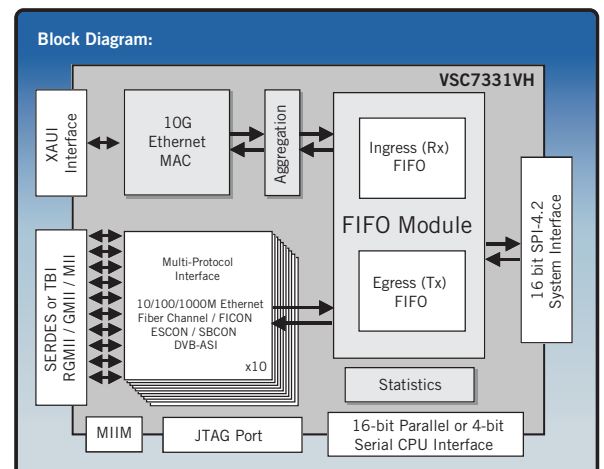 Block Diagram:
VSC7331VH
XAUI
Interface
10G
Ethernet
MAC
Aggregation
Ingress (Rx)
FIFO
FIFO Module
Egress (Tx)
FIFO
16 bit SPI-4.2
System Interface
SERDES or TBI
RGMII / GMII / MII
Multi-Protocol
Interface
10/100/1000M Ethernet
Fiber Channel / FICON
ESCON / SBCON
DVB-ASI
x10
Statistics
MIIM
JTAG Port
16-bit Parallel or 4-bit
Serial CPU Interface